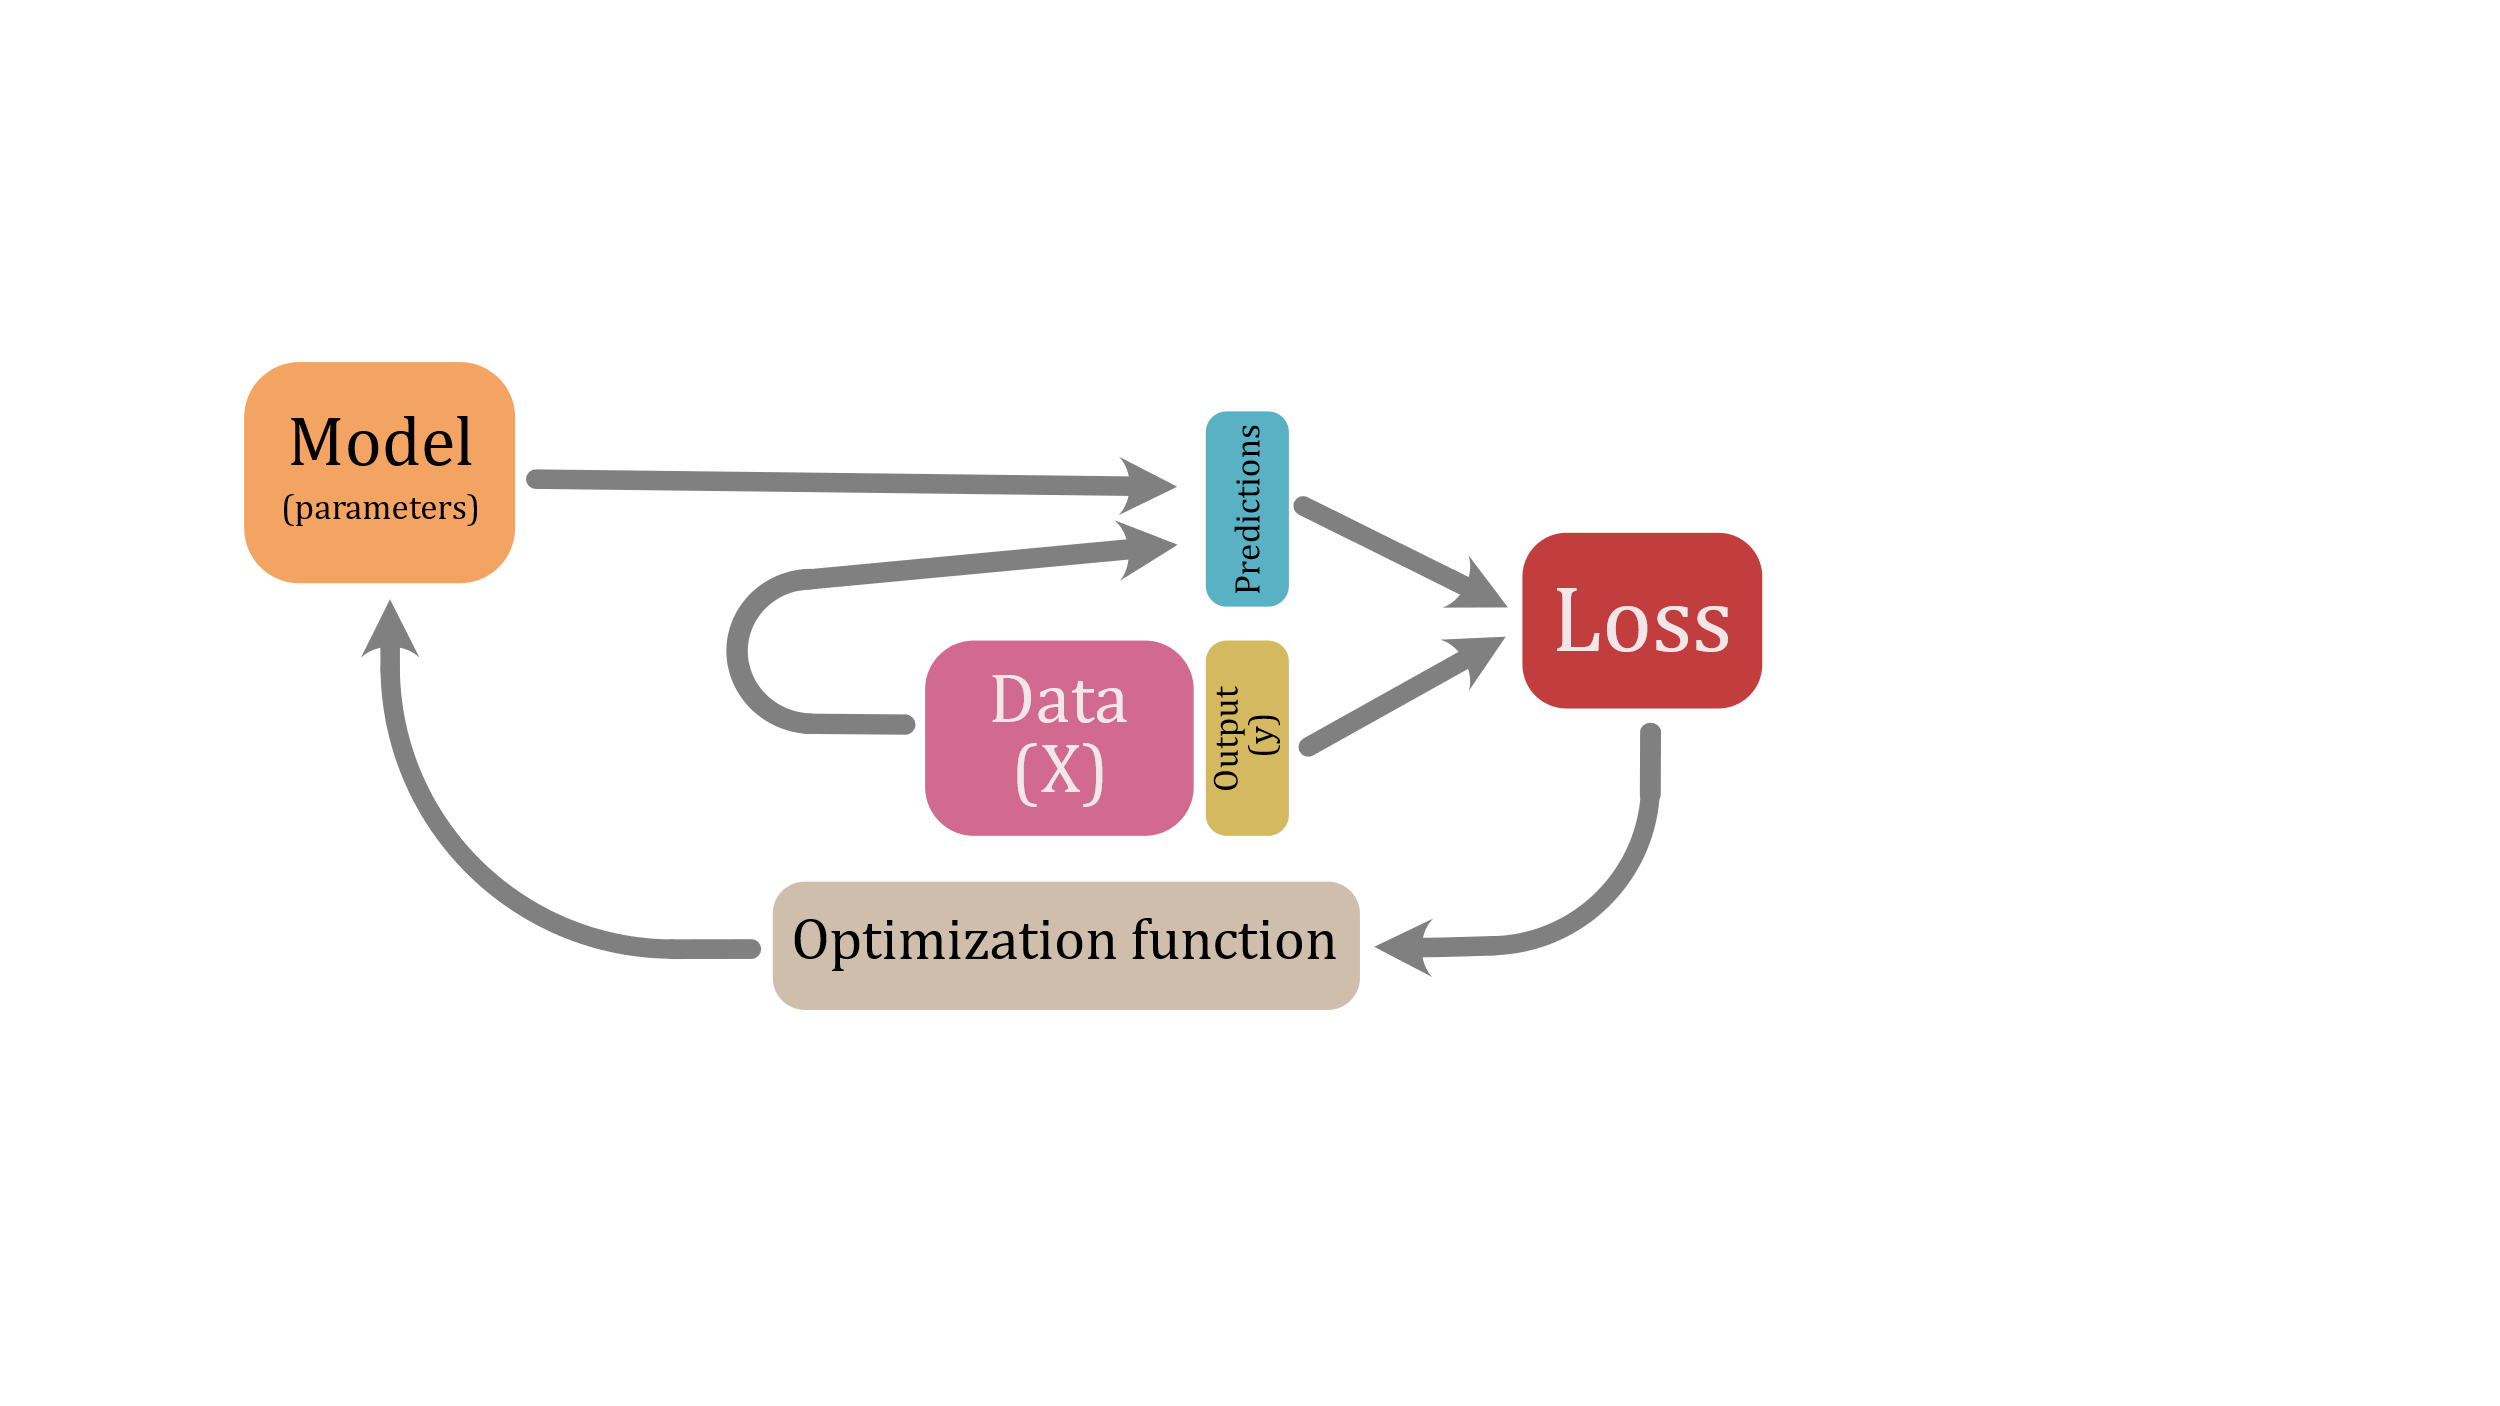 Model
(parameters)
Predictions
Loss
Data
(X)
Output
(y)
Optimization function